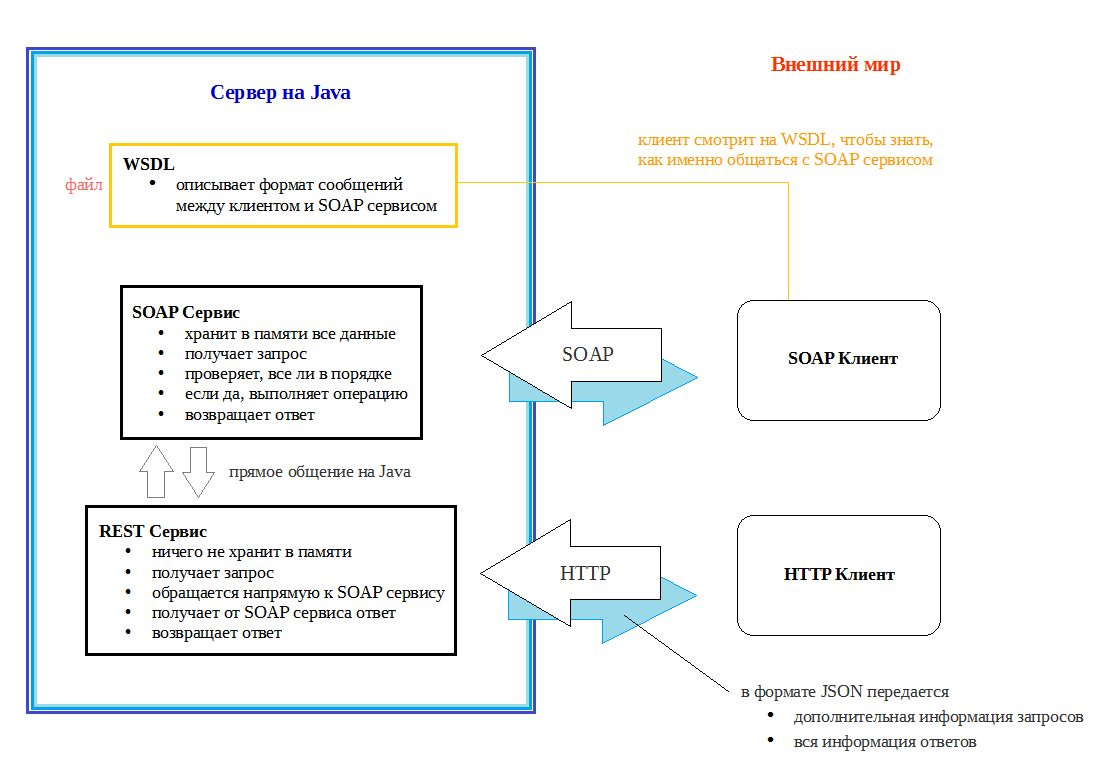 Внешний мир
Сервер на Java
клиент смотрит на WSDL, чтобы знать,
как именно общаться с SOAP сервисом
файл
WSDL
• описывает формат сообщений
между клиентом и SOAP сервисом
SOAP Сервис
• хранит в памяти все данные
• получает запрос
• проверяет, все ли в порядке
• если да, выполняет операцию
• возвращает ответ
SOAP
SOAP Клиент
прямое общение на Java
REST Сервис
• ничего не хранит в памяти
• получает запрос
• обращается напрямую к SOAP сервису
• получает от SOAP сервиса ответ
• возвращает ответ
HTTP
HTTP Клиент
в формате JSON передается
• дополнительная информация запросов
• вся информация ответов